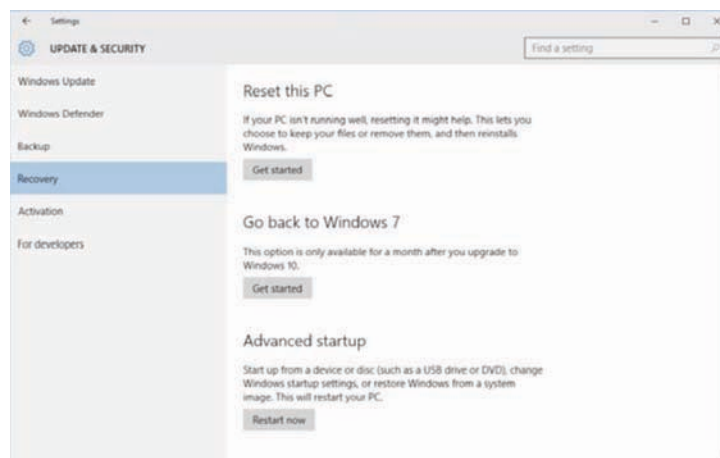 Settings
UPDATE & SECURITY
Find a setting
Windows Update
Windows Defender
Backup
Recovery
Activation
For developers
Reset this PC
If your PC isn't running well, resetting it might help. This lets you
choose to keep your files or remove them, and then reinstalls
Windows.
Get started
Go back to Windows 7
This option is only available for a month after you upgrade to
Windows 10.
Get started
Advanced startup
Start up from a device or disc (such as a USB drive or DVD), change
Windows startup settings, or restore Windows from a system
image. This will restart your PC.
Restart now